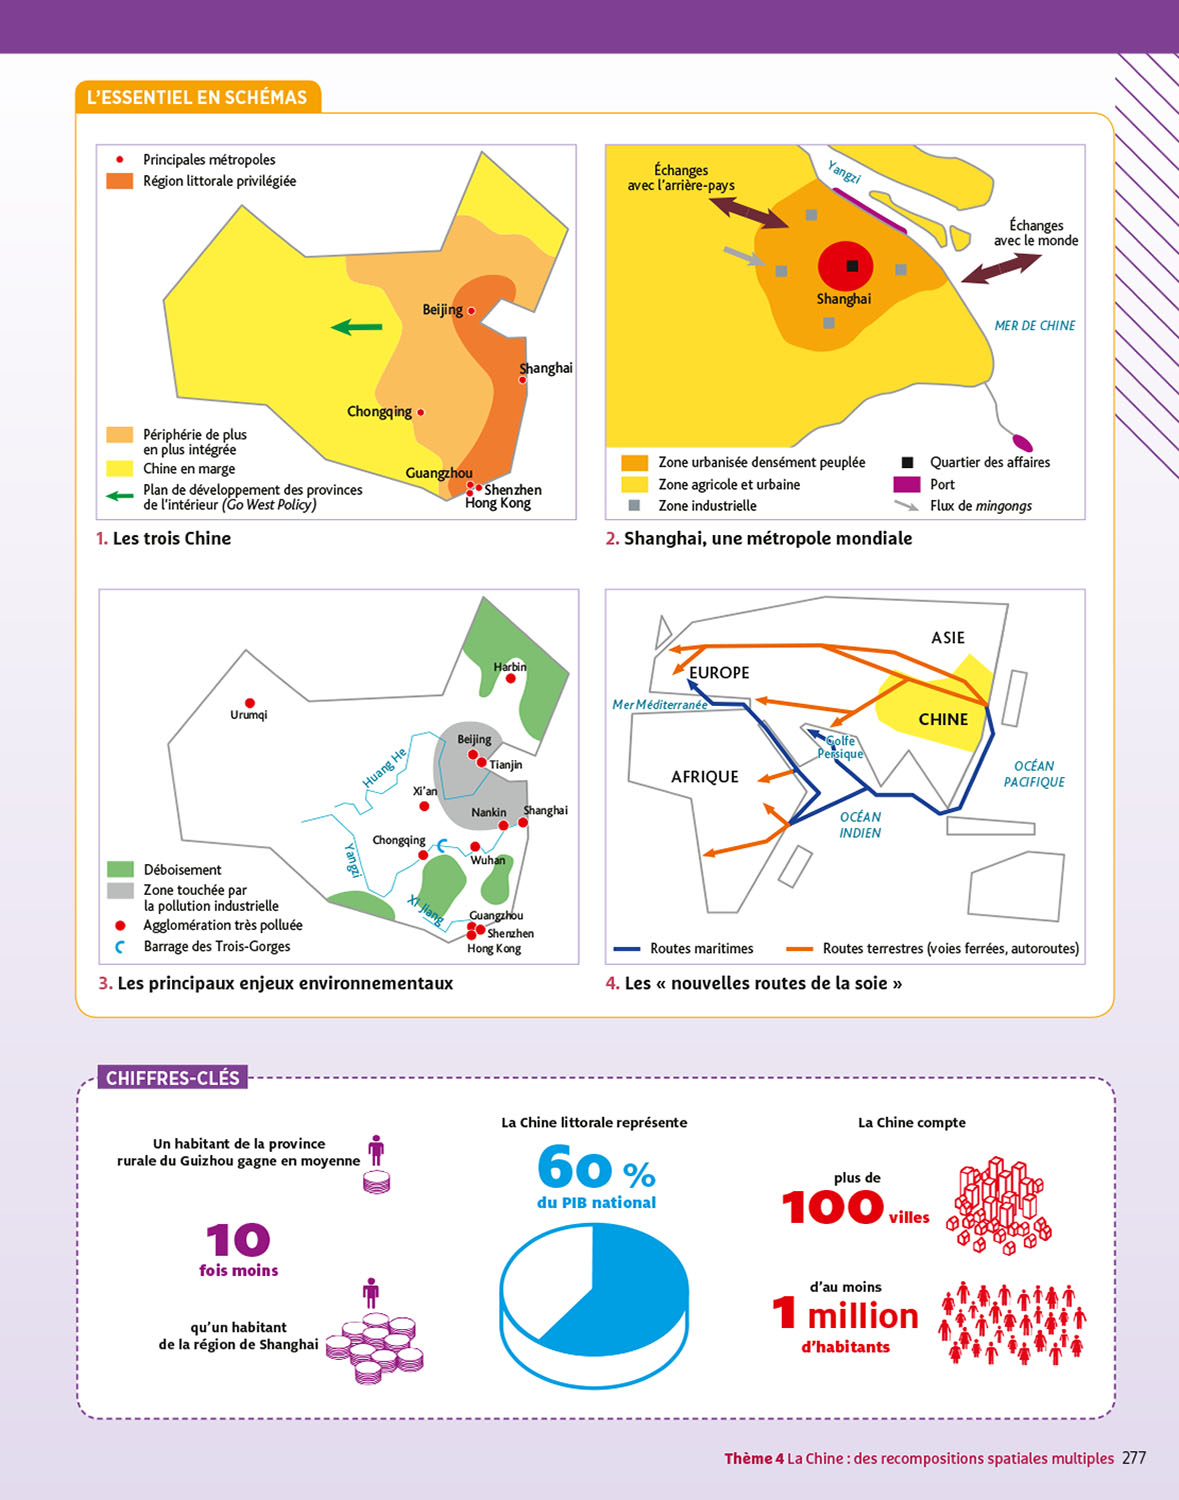 L'ESSENTIEL EN SCHÉMAS
Principales métropoles
Région littorale privilégiée
Beijing
Shanghai
Chongqing
Guangzhou
Shenzhen
Hong Kong
Périphérie de plus
en plus intégrée
Chine en marge
Plan de développement des provinces
de l'intérieur (Go West Policy)
1. Les trois Chine
Échanges
avec l'arrière-pays
Yangzi
Échanges
avec le monde
Shanghai
MER DE CHINE
Zone urbanisée densément peuplée
Zone agricole et urbaine
Zone industrielle
Quartier des affaires
Port
Flux de mingongs
2. Shanghai, une métropole mondiale
Harbin
Urumqi
Beijing
Tianjin
Huang He
Xi'an
Nankin
Shanghai
Chongqing
Wuhan
Yangzi
Xi Jiang
Guangzhou
Shenzhen
Hong Kong
Déboisement
Zone touchée par
la pollution industrielle
Agglomération très polluée
Barrage des Trois-Gorges
3. Les principaux enjeux environnementaux
ASIE
EUROPE
Mer Méditerranée
CHINE
Golfe
Persique
AFRIQUE
OCÉAN
PACIFIQUE
OCÉAN
INDIEN
Routes maritimes
Routes terrestres (voies ferrées, autoroutes)
4. Les « nouvelles routes de la soie »
CHIFFRES-CLÉS
Un habitant de la province
rurale du Guizhou gagne en moyenne
10
fois moins
qu'un habitant
de la région de Shanghai
La Chine littorale représente
60 %
du PIB national
La Chine compte
plus de
100 villes
d'au moins
1 million
d'habitants
Thème 4 La Chine : des recompositions spatiales multiples 277